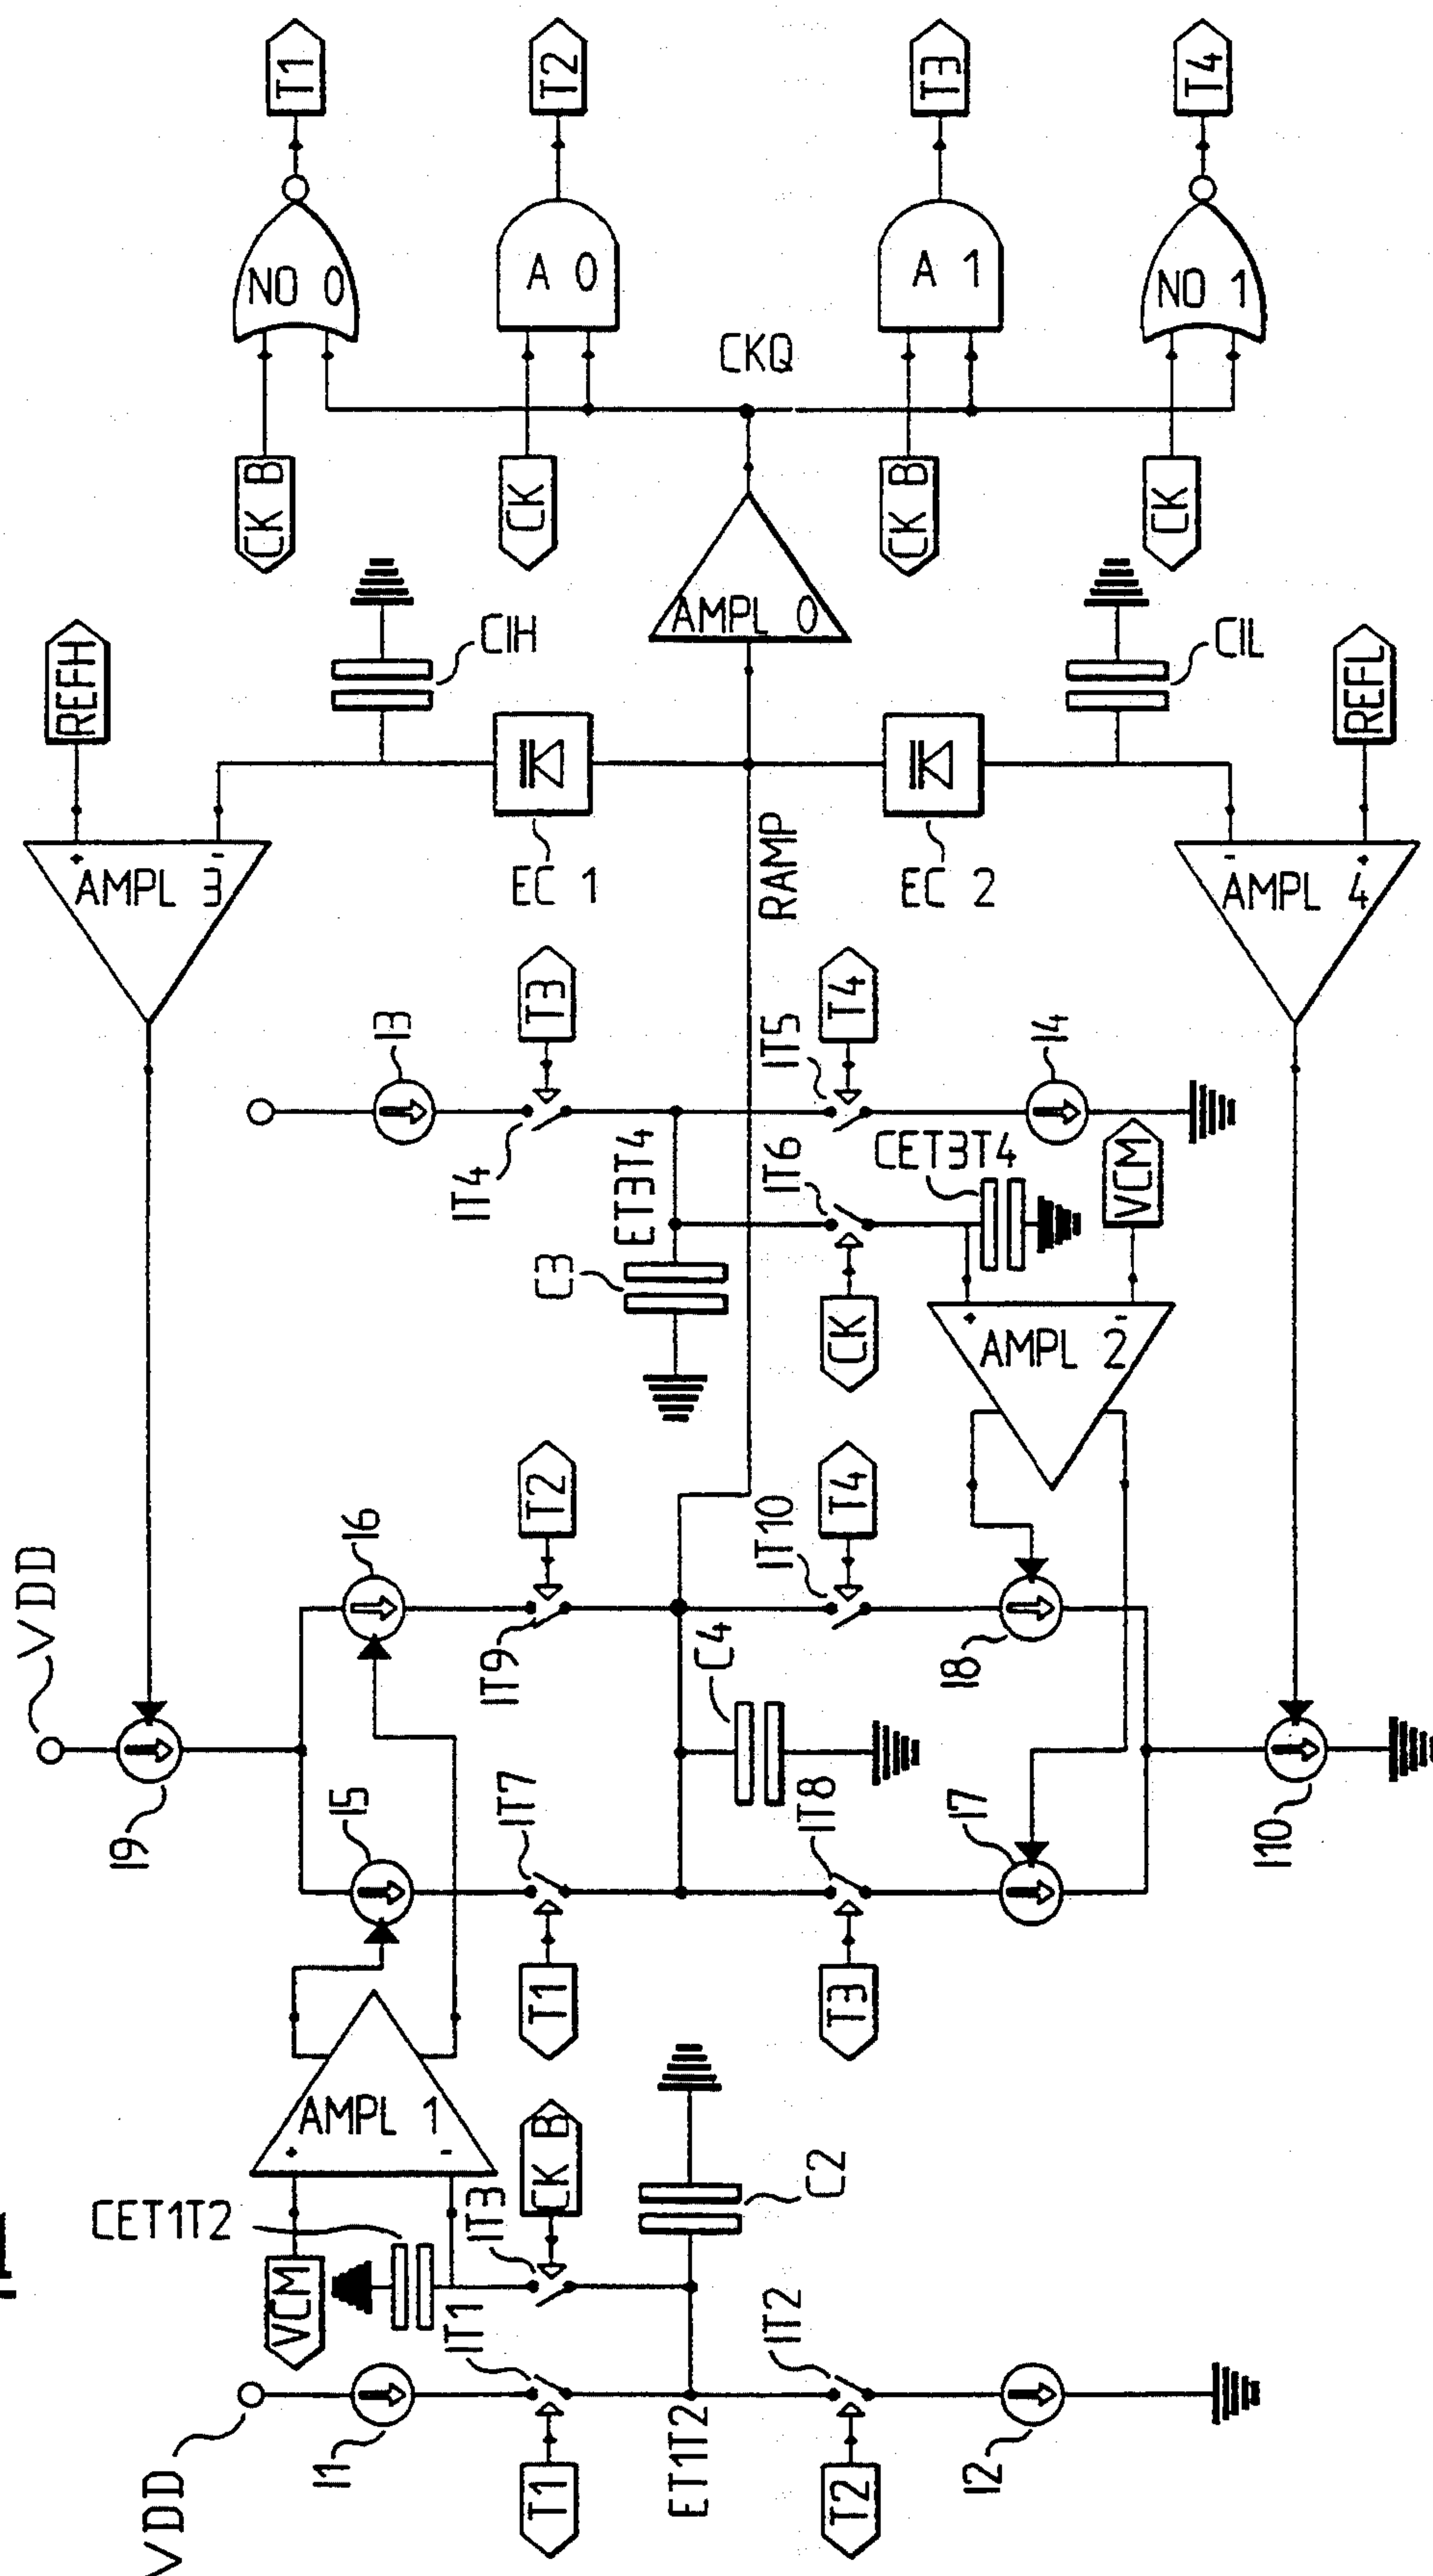 T1
T2
T3
T4
NO 0
A 0
A 1
NO 1
CKQ
CK B
CK
CK B
CK
AMPL 0
REFH
CIH
CIL
REFL
EC 1
EC 2
RAMP
AMPL 3
AMPL 4
T3
T4
I3
IT5
I4
IT4
ET3T4
IT6
CET3T4
VCM
C3
CK
AMPL 2
VDD
I6
T2
T4
IT10
IT9
C4
I8
I9
I5
IT7
IT8
I7
I10
T1
T3
AMPL 1
CK B
C2
CET1T2
IT3
VCM
IT1
IT2
VDD
I1
ET1T2
I2
T1
T2